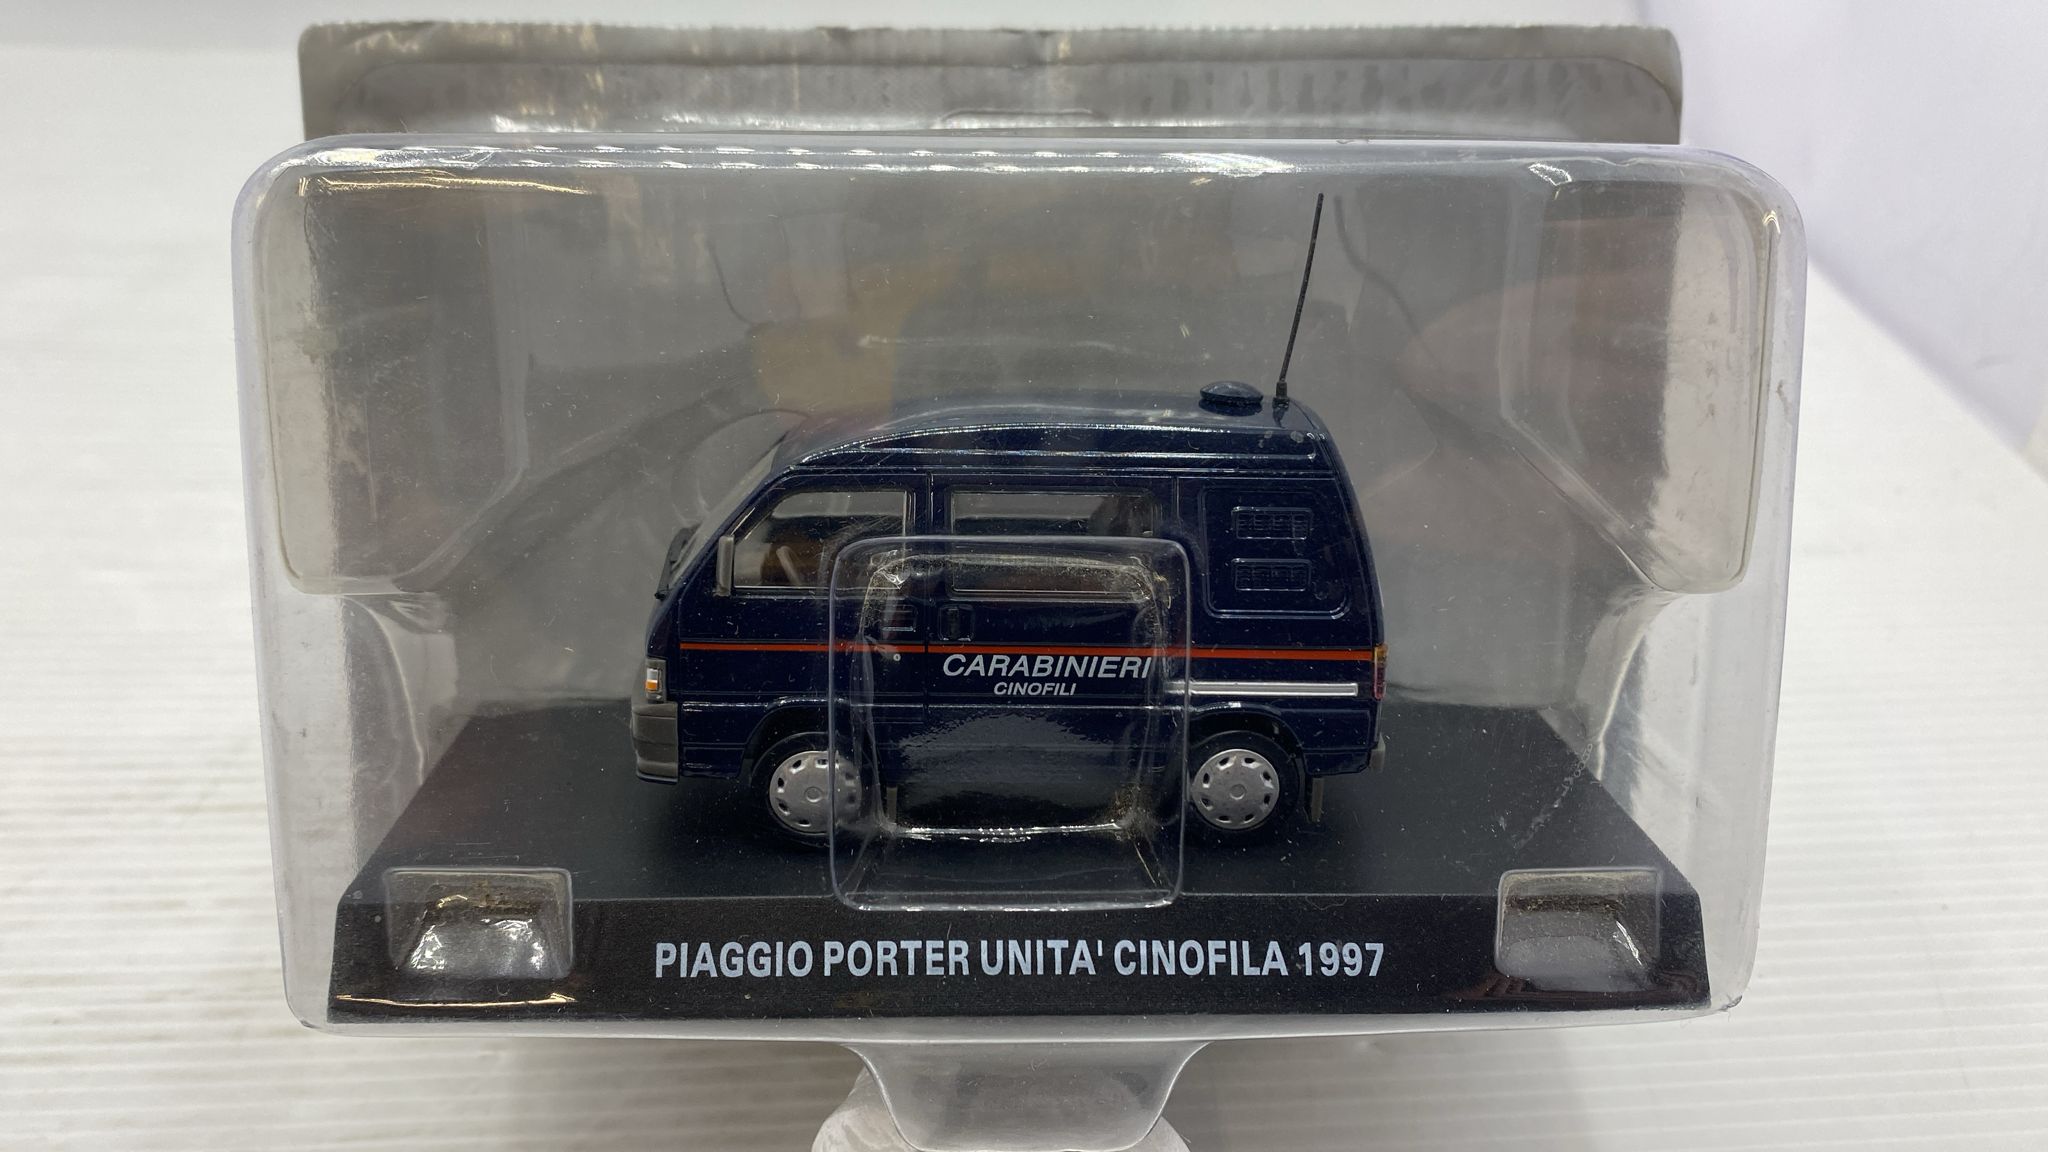 CARABINIERI
CINOFILI
PIAGGIO PORTER UNITA' CINOFILA 1997